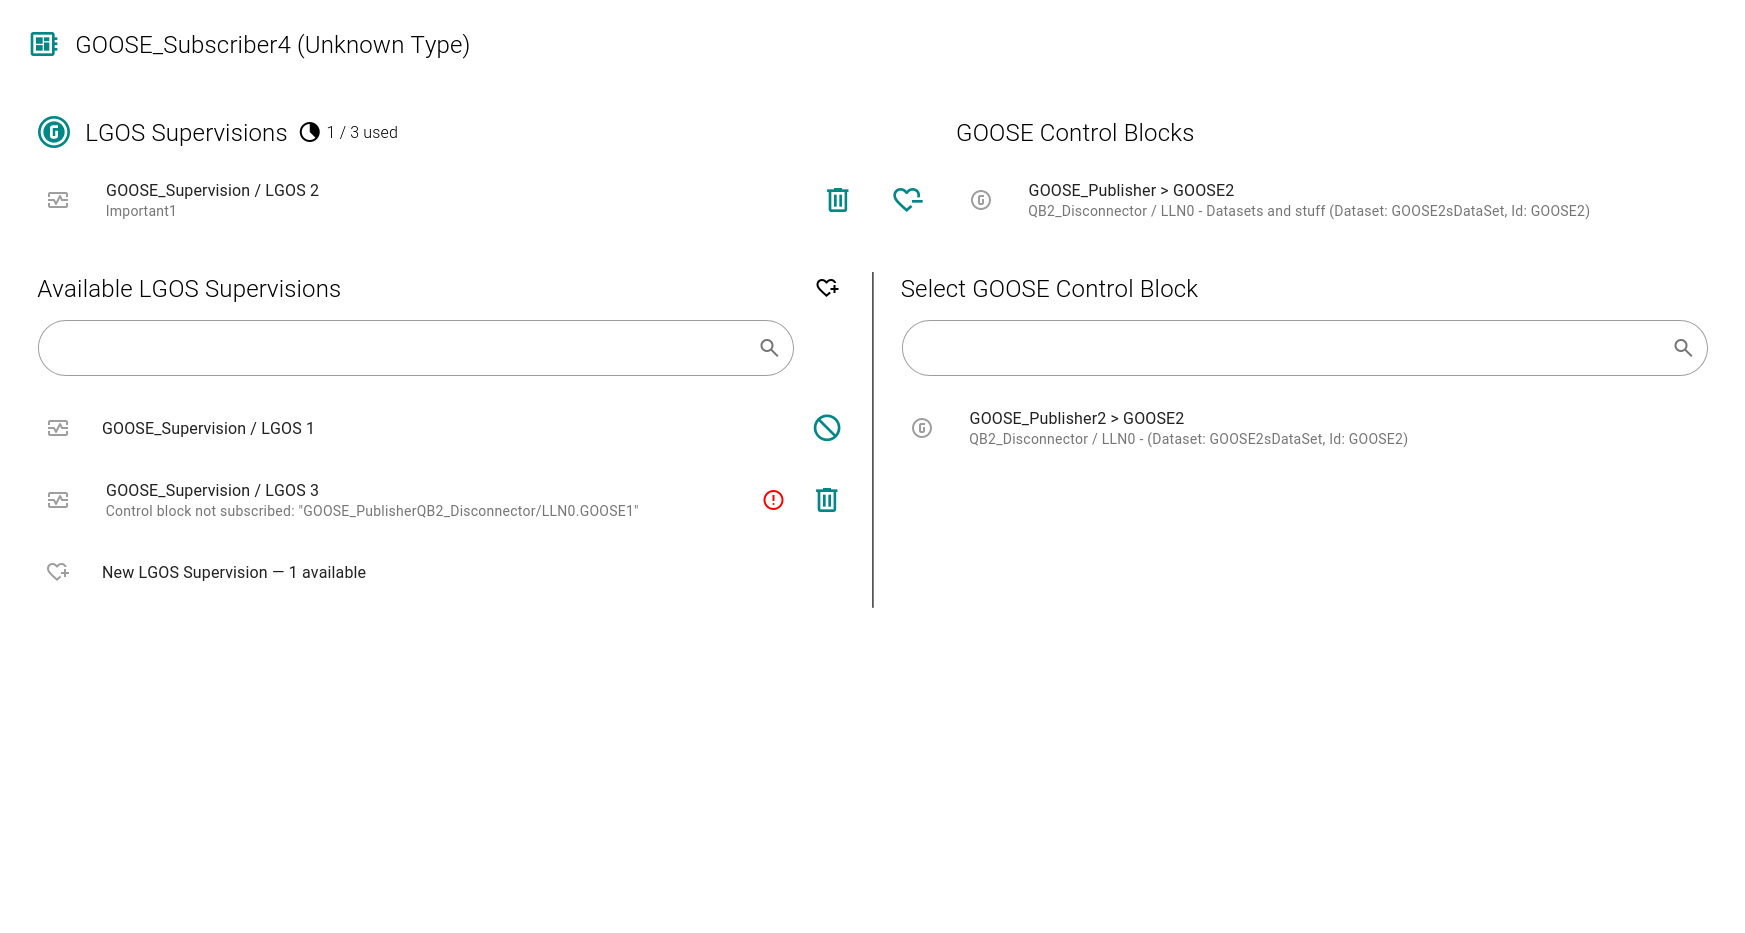 GOOSE_Subscriber4 (Unknown Type)
LGOS Supervisions 1 / 3 used
GOOSE Control Blocks
GOOSE_Supervision / LGOS 2
Important1
GOOSE_Publisher > GOOSE2
QB2_Disconnector / LLN0 - Datasets and stuff (Dataset: GOOSE2sDataSet, Id: GOOSE2)
Available LGOS Supervisions
GOOSE_Supervision / LGOS 1
GOOSE_Supervision / LGOS 3
Control block not subscribed: "GOOSE_PublisherQB2_Disconnector/LLN0.GOOSE1"
New LGOS Supervision — 1 available
Select GOOSE Control Block
GOOSE_Publisher2 > GOOSE2
QB2_Disconnector / LLN0 - (Dataset: GOOSE2sDataSet, Id: GOOSE2)